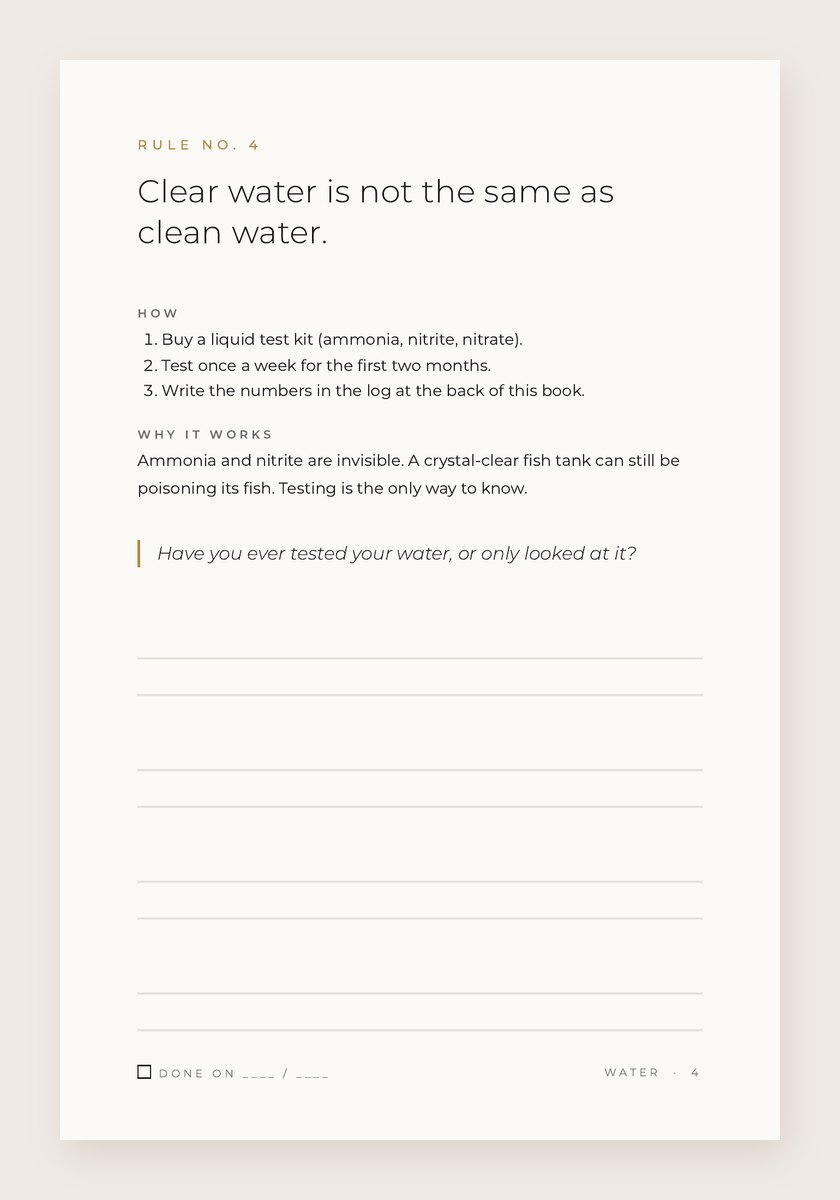 RULE NO. 4
Clear water is not the same as
clean water.
HOW
1. Buy a liquid test kit (ammonia, nitrite, nitrate).
2. Test once a week for the first two months.
3. Write the numbers in the log at the back of this book.
WHY IT WORKS
Ammonia and nitrite are invisible. A crystal-clear fish tank can still be
poisoning its fish. Testing is the only way to know.
Have you ever tested your water, or only looked at it?
DONE ON ____ / ____
WATER · 4